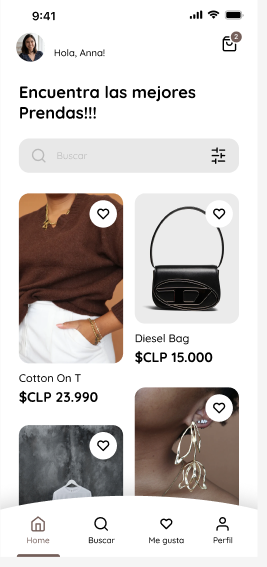 9:41
Hola, Anna!
2
Encuentra las mejores
Prendas!!!
Buscar
Cotton On T
$CLP 23.990
Diesel Bag
$CLP 15.000
Home
Buscar
Me gusta
Perfil